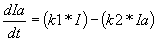 dIa/dt = (k1 * I) − (k2 * Ia)